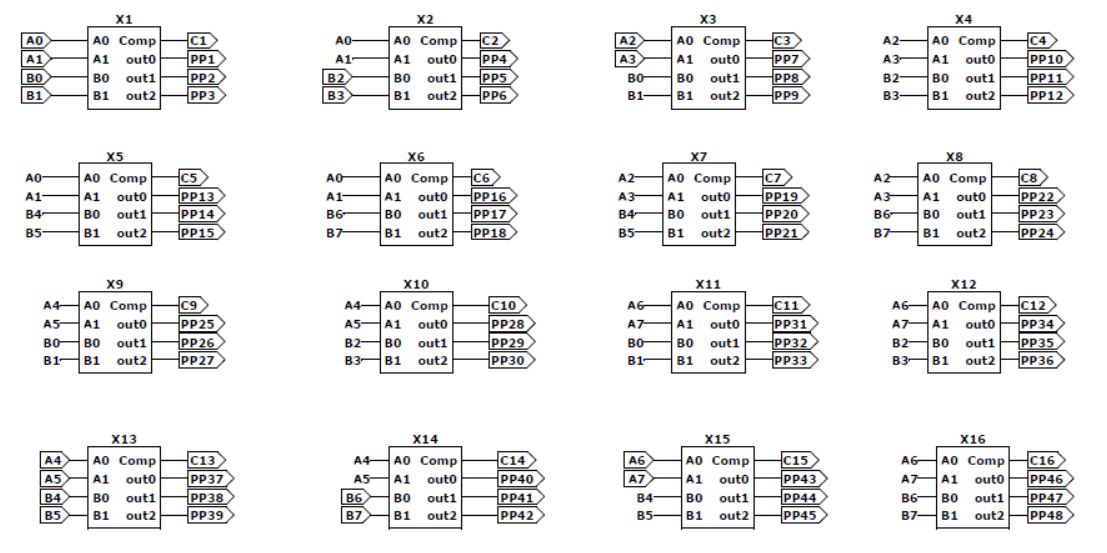 X1 X2 X3 X4
A0 A0 Comp C1 A0 A0 Comp C2 A2 A0 Comp C3 A2 A0 Comp C4
A1 A1 out0 PP1 A1 A1 out0 PP4 A3 A1 out0 PP7 A3 A1 out0 PP10
B0 B0 out1 PP2 B2 B0 out1 PP5 B0 B0 out1 PP8 B2 B0 out1 PP11
B1 B1 out2 PP3 B3 B1 out2 PP6 B1 B1 out2 PP9 B3 B1 out2 PP12
X5 X6 X7 X8
A0 A0 Comp C5 A0 A0 Comp C6 A2 A0 Comp C7 A2 A0 Comp C8
A1 A1 out0 PP13 A1 A1 out0 PP16 A3 A1 out0 PP19 A3 A1 out0 PP22
B4 B0 out1 PP14 B6 B0 out1 PP17 B4 B0 out1 PP20 B6 B0 out1 PP23
B5 B1 out2 PP15 B7 B1 out2 PP18 B5 B1 out2 PP21 B7 B1 out2 PP24
X9 X10 X11 X12
A4 A0 Comp C9 A4 A0 Comp C10 A6 A0 Comp C11 A6 A0 Comp C12
A5 A1 out0 PP25 A5 A1 out0 PP28 A7 A1 out0 PP31 A7 A1 out0 PP34
B0 B0 out1 PP26 B2 B0 out1 PP29 B0 B0 out1 PP32 B2 B0 out1 PP35
B1 B1 out2 PP27 B3 B1 out2 PP30 B1 B1 out2 PP33 B3 B1 out2 PP36
X13 X14 X15 X16
A4 A0 Comp C13 A4 A0 Comp C14 A6 A0 Comp C15 A6 A0 Comp C16
A5 A1 out0 PP37 A5 A1 out0 PP40 A7 A1 out0 PP43 A7 A1 out0 PP46
B4 B0 out1 PP38 B6 B0 out1 PP41 B4 B0 out1 PP44 B6 B0 out1 PP47
B5 B1 out2 PP39 B7 B1 out2 PP42 B5 B1 out2 PP45 B7 B1 out2 PP48